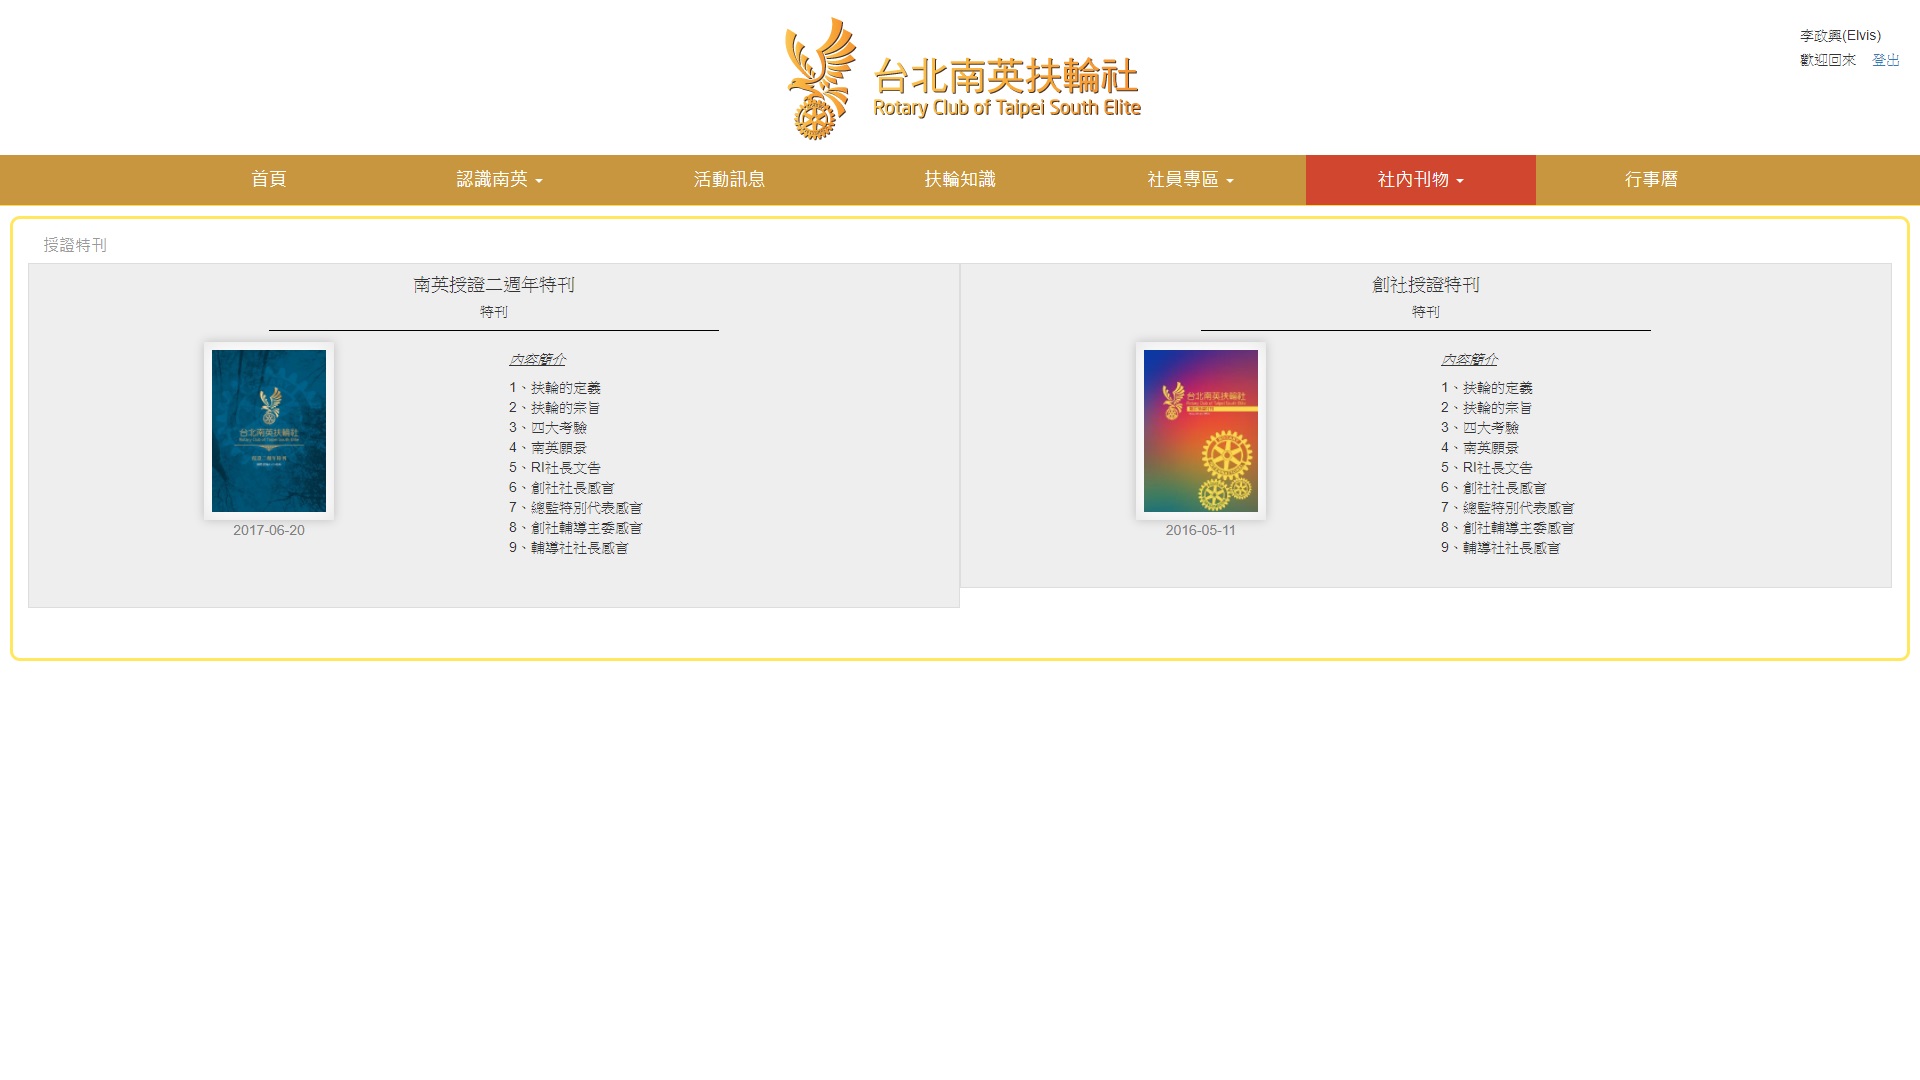 台北南英扶輪社
Rotary Club of Taipei South Elite
李政興(Elvis)
歡迎回來 登出
首頁 認識南英 活動訊息 扶輪知識 社員專區 社內刊物 行事曆
授證特刊
南英授證二週年特刊
特刊
台北南英扶輪社
Rotary Club of Taipei South Elite
2017-06-20
內容簡介
1、扶輪的定義
2、扶輪的宗旨
3、四大考驗
4、南英願景
5、RI社長文告
6、創社社長感言
7、總監特別代表感言
8、創社輔導主委感言
9、輔導社社長感言
創社授證特刊
特刊
台北南英扶輪社
Rotary Club of Taipei South Elite
2016-05-11
內容簡介
1、扶輪的定義
2、扶輪的宗旨
3、四大考驗
4、南英願景
5、RI社長文告
6、創社社長感言
7、總監特別代表感言
8、創社輔導主委感言
9、輔導社社長感言